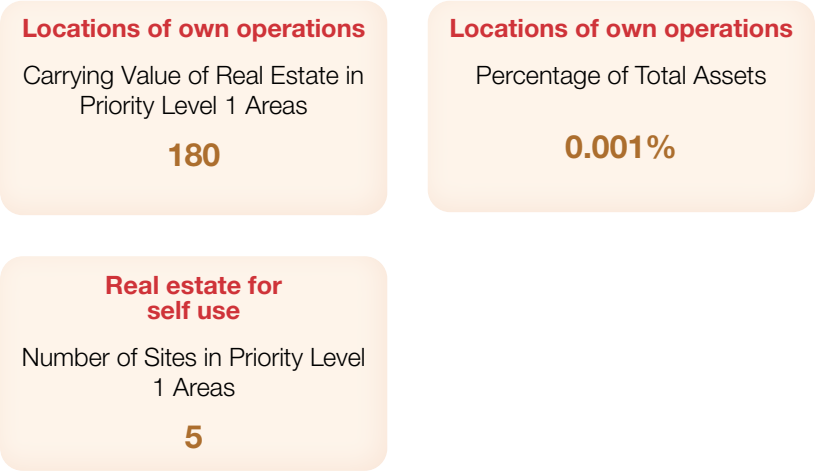 Locations of own operations
Carrying Value of Real Estate in
Priority Level 1 Areas
180
Locations of own operations
Percentage of Total Assets
0.001%
Real estate for
self use
Number of Sites in Priority Level
1 Areas
5